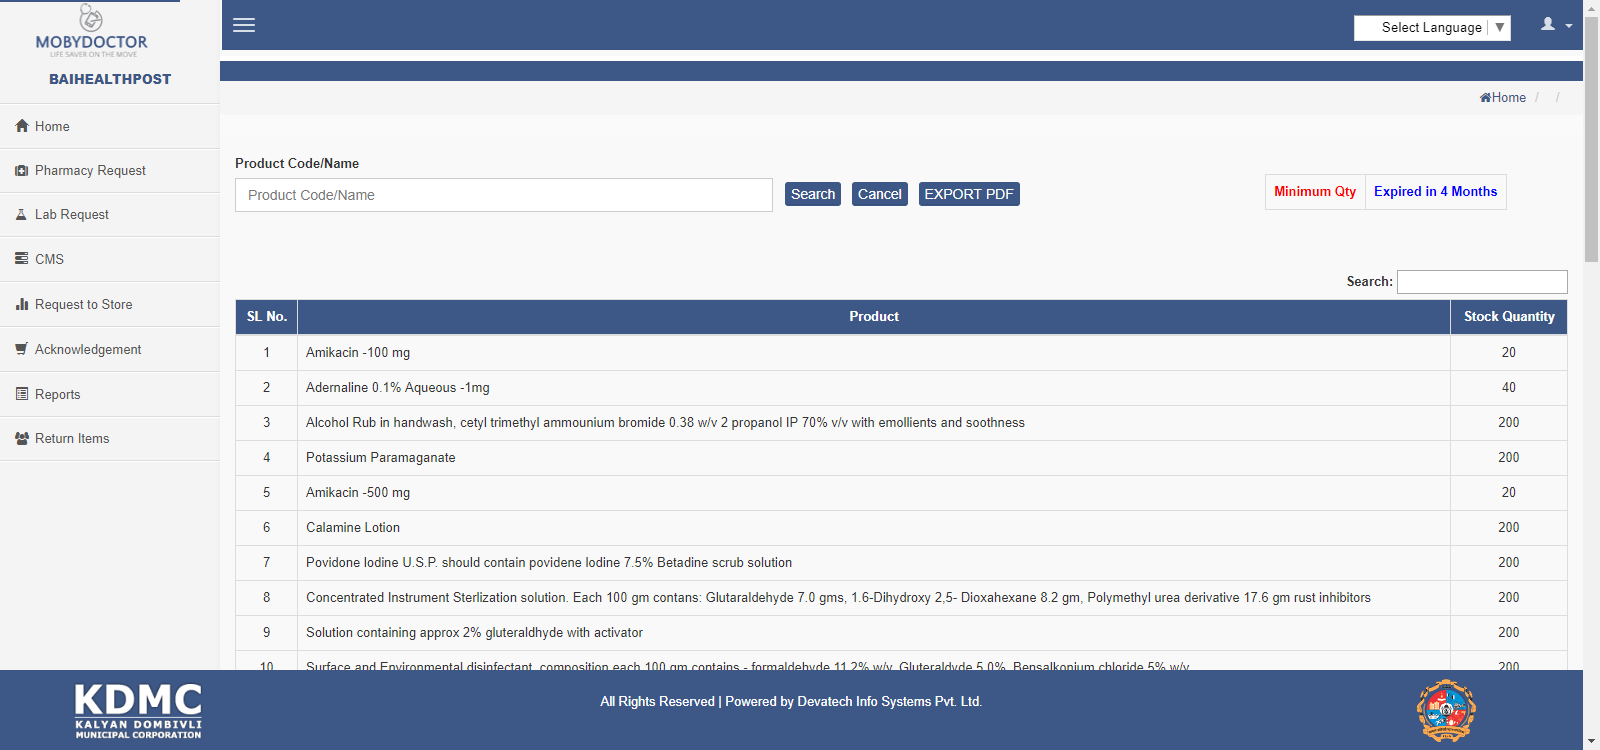 MOBYDOCTOR
LIFE SAVER ON THE MOVE
BAIHEALTHPOST
Home
Pharmacy Request
Lab Request
CMS
Request to Store
Acknowledgement
Reports
Return Items
Select Language ▼
Home / /
Product Code/Name
Product Code/Name
Search
Cancel
EXPORT PDF
Minimum Qty
Expired in 4 Months
Search:
SL No. Product Stock Quantity
1 Amikacin -100 mg 20
2 Adernaline 0.1% Aqueous -1mg 40
3 Alcohol Rub in handwash, cetyl trimethyl ammounium bromide 0.38 w/v 2 propanol IP 70% v/v with emollients and soothness 200
4 Potassium Paramaganate 200
5 Amikacin -500 mg 20
6 Calamine Lotion 200
7 Povidone Iodine U.S.P. should contain povidene Iodine 7.5% Betadine scrub solution 200
8 Concentrated Instrument Sterlization solution. Each 100 gm contans: Glutaraldehyde 7.0 gms, 1.6-Dihydroxy 2,5- Dioxahexane 8.2 gm, Polymethyl urea derivative 17.6 gm rust inhibitors 200
9 Solution containing approx 2% gluteraldhyde with activator 200
10 Surface and Environmental disinfectant, composition each 100 gm contains - formaldehyde 11.2% w/v, Gluteraldyde 5.0%, Bensalkonium chloride 5% w/v 200
KDMC
KALYAN DOMBIVLI
MUNICIPAL CORPORATION
All Rights Reserved | Powered by Devatech Info Systems Pvt. Ltd.